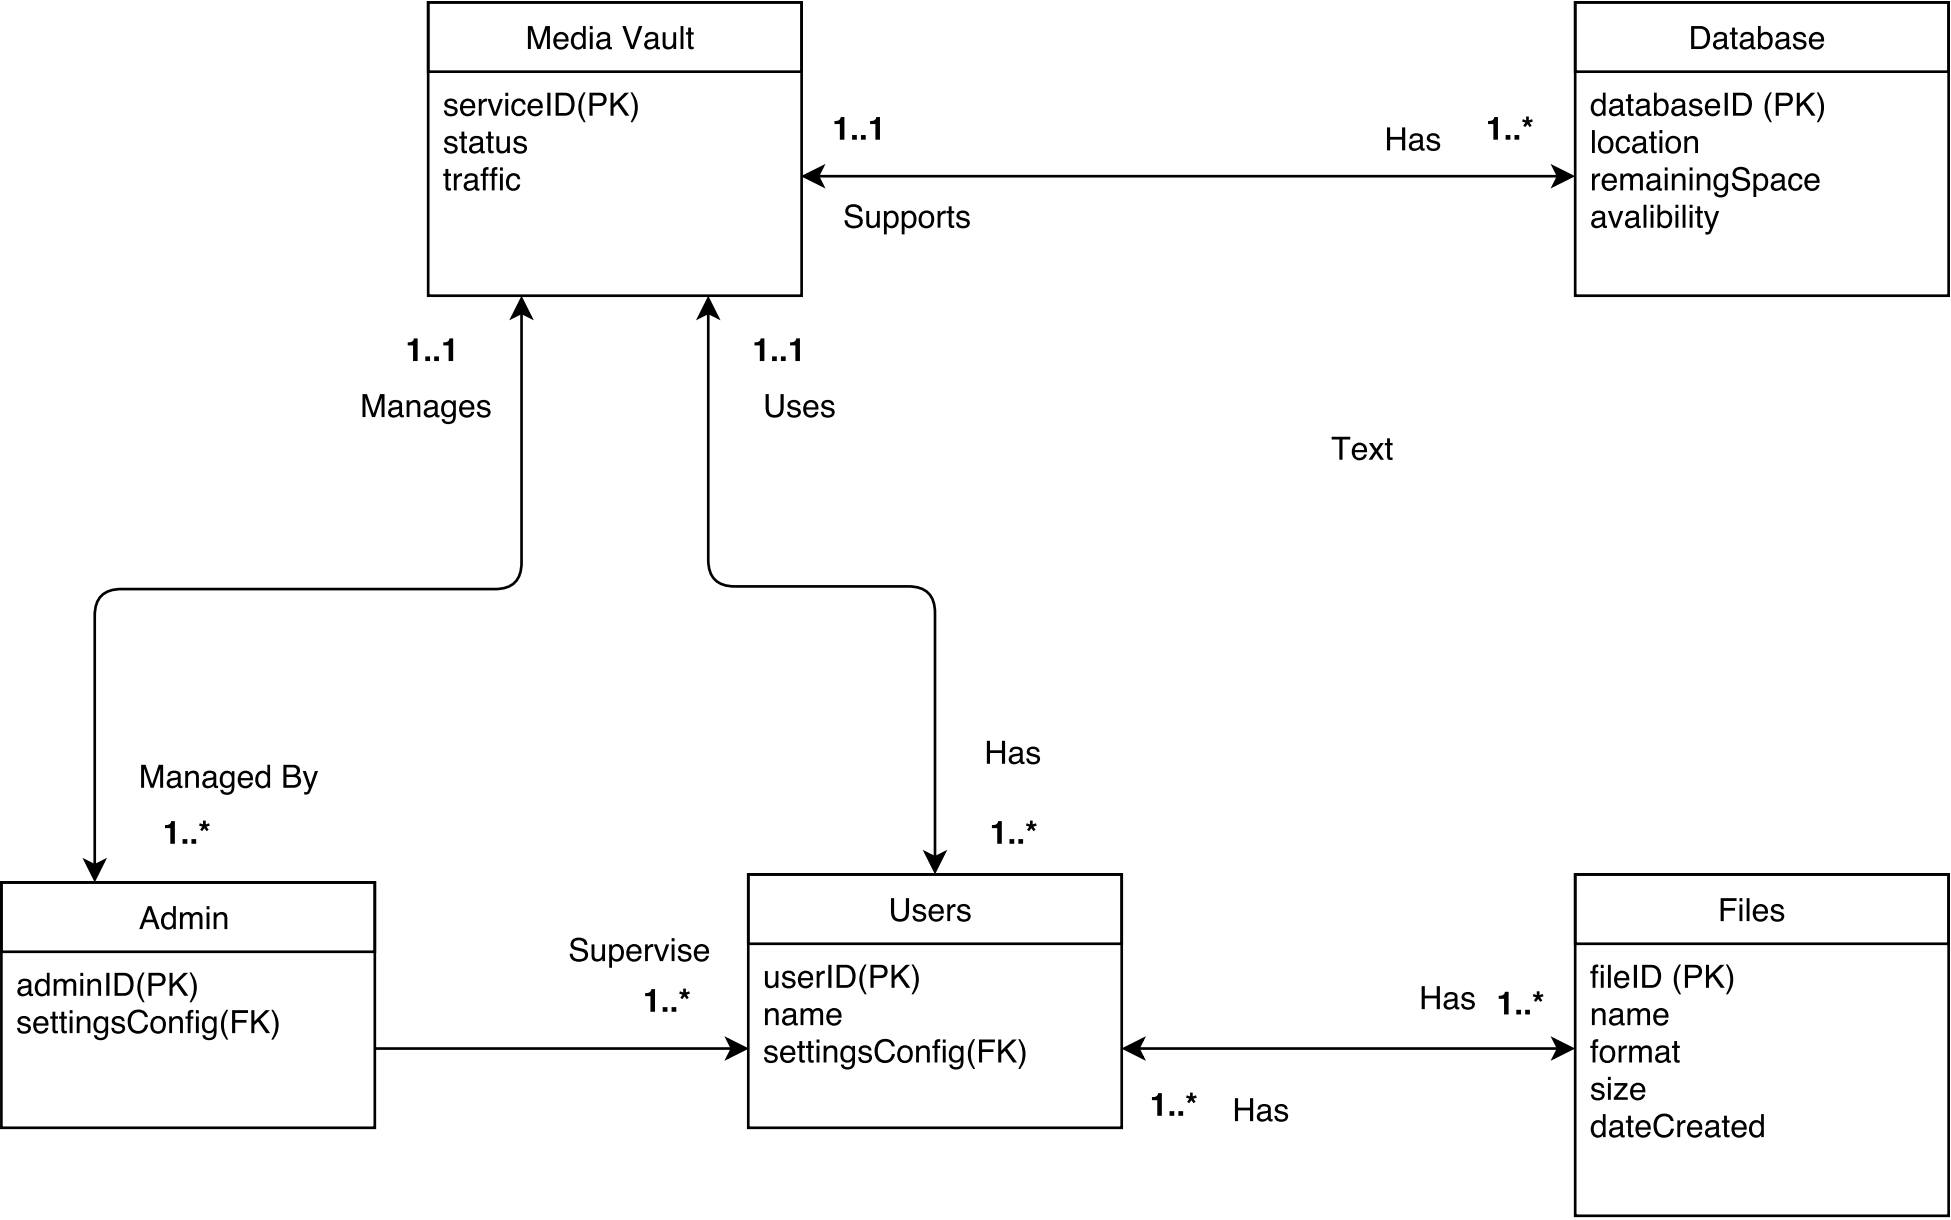 Media Vault
serviceID(PK)
status
traffic
1..1
Supports
Has
1..*
Database
databaseID (PK)
location
remainingSpace
avalibility
1..1
Manages
1..1
Uses
Text
Managed By
1..*
Has
1..*
Admin
adminID(PK)
settingsConfig(FK)
Supervise
1..*
Users
userID(PK)
name
settingsConfig(FK)
Has
1..*
1..*
Has
Files
fileID (PK)
name
format
size
dateCreated